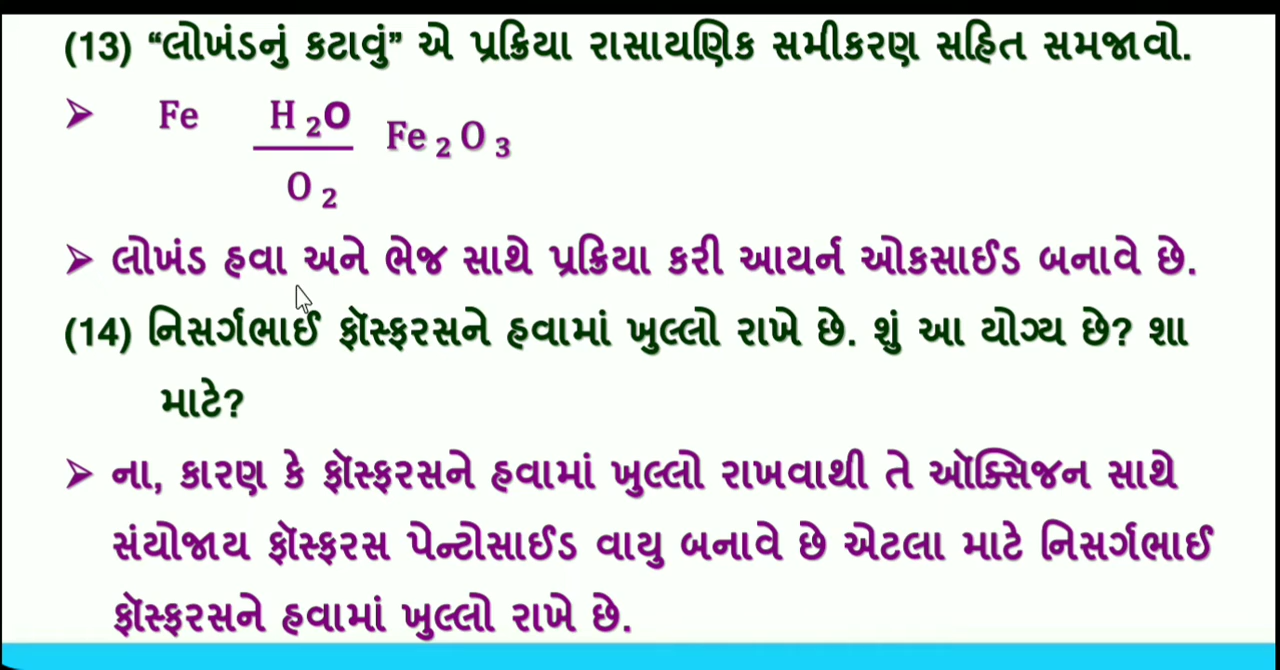 (13) “લોખંડનું કટાવું” એ પ્રક્રિયા રાસાયણિક સમીકરણ સહિત સમજાવો.
➢ Fe H₂O Fe₂O₃
O₂
➢ લોખંડ હવા અને ભેજ સાથે પ્રક્રિયા કરી આયર્ન ઓકસાઈડ બનાવે છે.
(14) નિસર્ગભાઈ ફૉસ્ફરસને હવામાં ખુલ્લો રાખે છે. શું આ યોગ્ય છે? શા
માટે?
➢ ના, કારણ કે ફૉસ્ફરસને હવામાં ખુલ્લો રાખવાથી તે ઑક્સિજન સાથે
સંયોજાય ફૉસ્ફરસ પેન્ટોસાઈડ વાયુ બનાવે છે એટલા માટે નિસર્ગભાઈ
ફૉસ્ફરસને હવામાં ખુલ્લો રાખે છે.